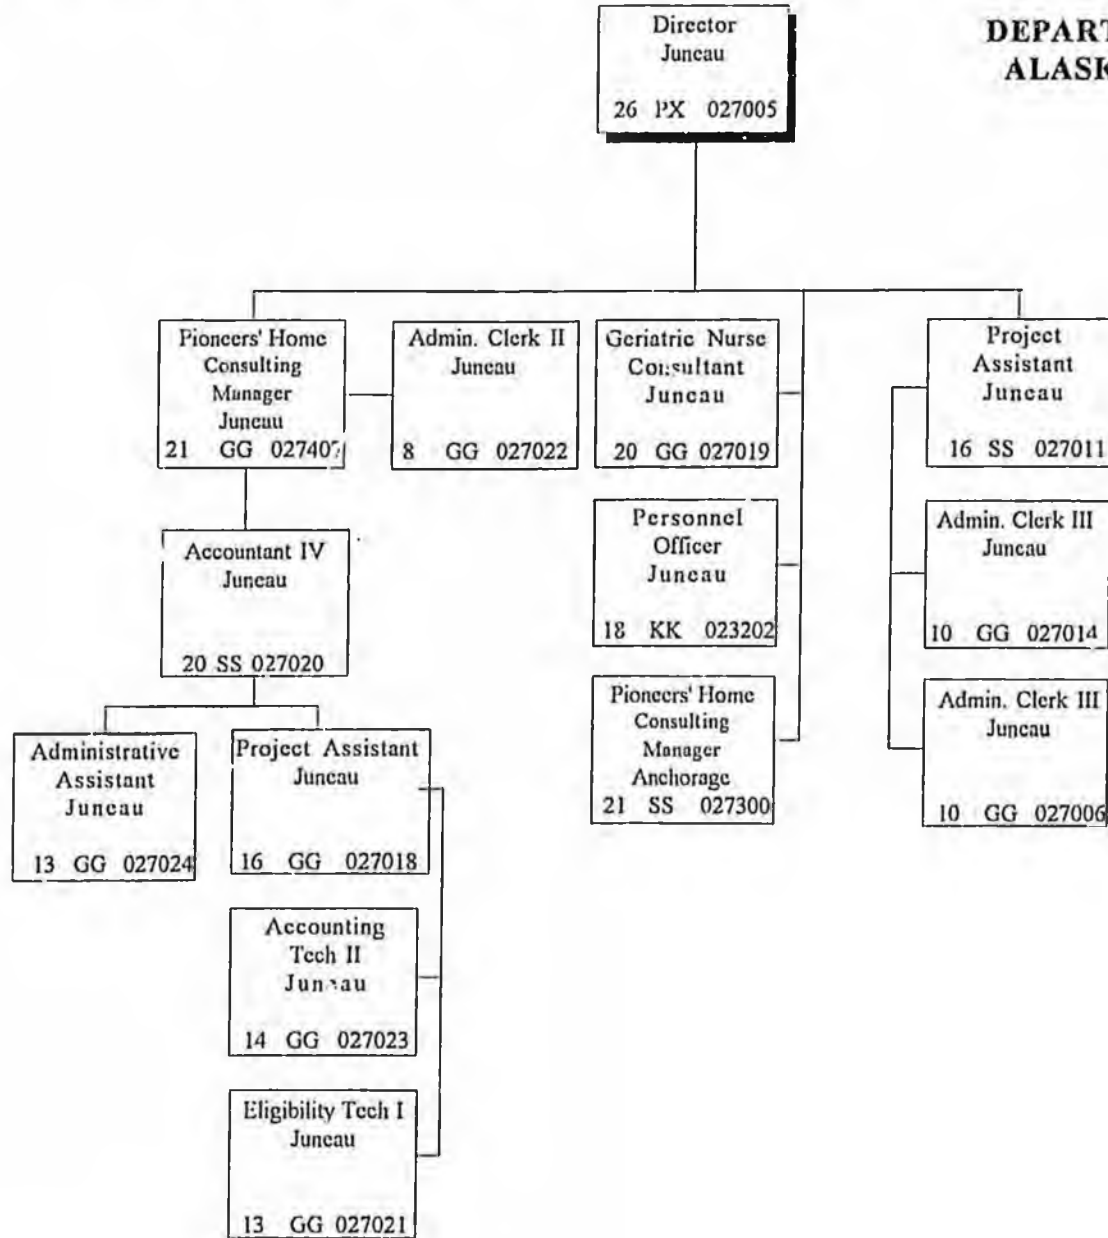 Director
Juneau
26 PX 027005
Pioneers' Home
Consulting
Manager
Juneau
21 GG
Admin. Clerk II
Juneau
8 GG 027022
Geriatric Nurse
Consultant
Juneau
20 GG 027019
Project
Assistant
Juneau
16 SS 027011
Accountant IV
Juneau
20 SS 027020
Personnel
Officer
Juneau
18 KK 023202
Admin. Clerk III
Juneau
10 GG 027014
Pioneers' Home
Consulting
Manager
Anchorage
21 SS 027300
Admin. Clerk III
Juneau
10 GG 027006
Administrative
Assistant
Juneau
13 GG 027024
Project Assistant
Juneau
16 GG 027018
Accounting
Tech II
Juneau
14 GG 027023
Eligibility Tech I
Juneau
13 GG 027021